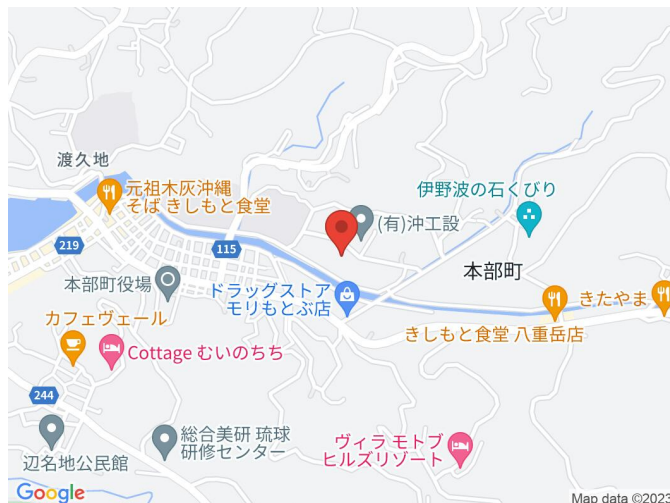 渡久地
元祖木灰沖縄
そば きしもと食堂
伊野波の石くびり
(有)沖工設
219
115
本部町
本部町役場
ドラッグストア
モリもとぶ店
きたやま
カフェヴェール
きしもと食堂 八重岳店
Cottage むいのちち
244
総合美研 琉球
研修センター
ヴィラ モトブ
ヒルズリゾート
辺名地公民館
Google
Map data ©2023